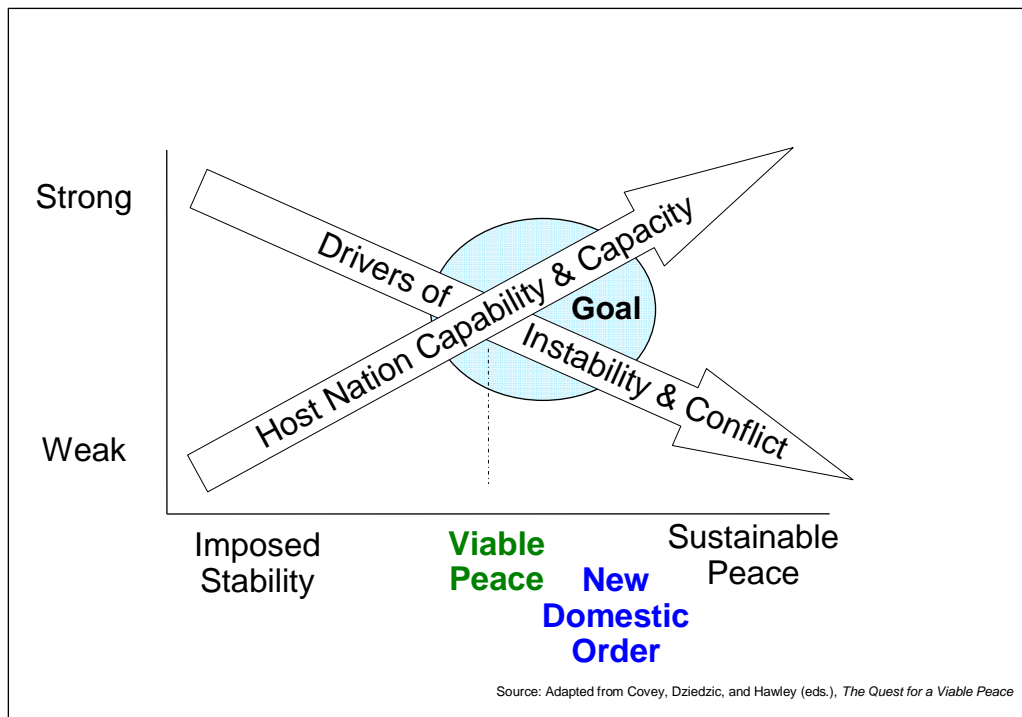 Strong
Drivers of
Host Nation Capability & Capacity
Goal
Instability & Conflict
Weak
Imposed
Stability
Viable
Peace
New
Domestic
Order
Sustainable
Peace
Source: Adapted from Covey, Dziedzic, and Hawley (eds.), The Quest for a Viable Peace